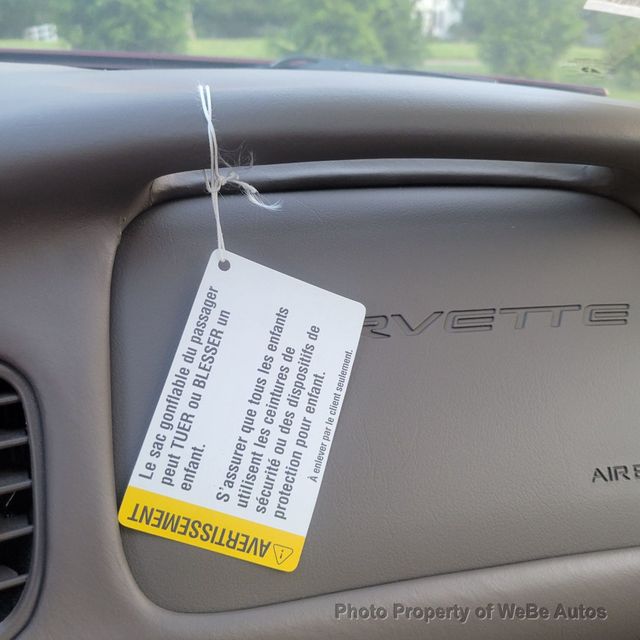 AVERTISSEMENT
Le sac gonflable du passager
peut TUER ou BLESSER un
enfant.
S'assurer que tous les enfants
utilisent les ceintures de
sécurité ou des dispositifs de
protection pour enfant.
À enlever par le client seulement.
RVETTE
AIR
Photo Property of WeBe Autos